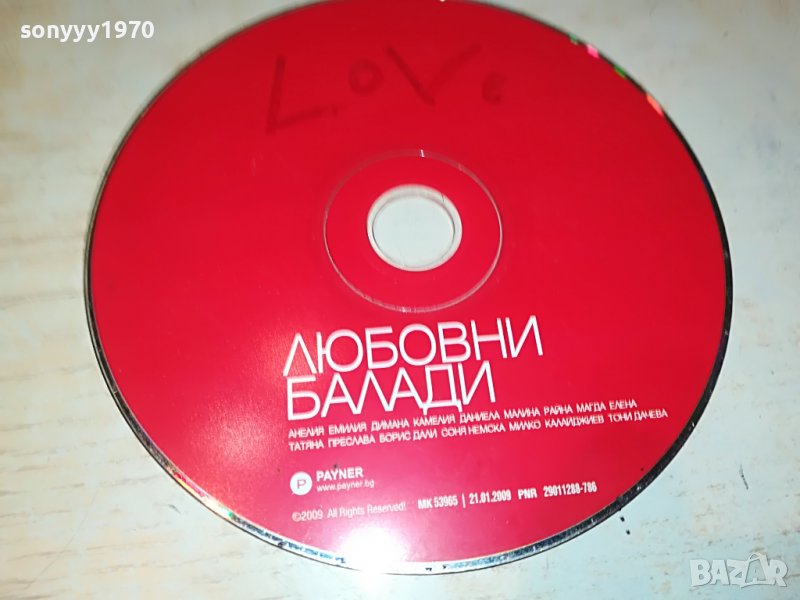 sonyyy1970
LOVe
ЛЮБОВНИ
БАЛАДИ
АНЕЛИЯ ЕМИЛИЯ ДИМАНА КАМЕЛИЯ ДАНИЕЛА МАЛИНА РАЙНА МАГДА ЕЛЕНА
ТАТЯНА ПРЕСЛАВА БОРИС ДАЛИ СОНЯ НЕМСКА МИЛКО КАЛАЙДЖИЕВ ТОНИ ДАЧЕВА
P PAYNER
www.payner.bg
©2009 All Rights Reserved! MK 53965 | 21.01.2009 PNR 29011288-786
BAZAR